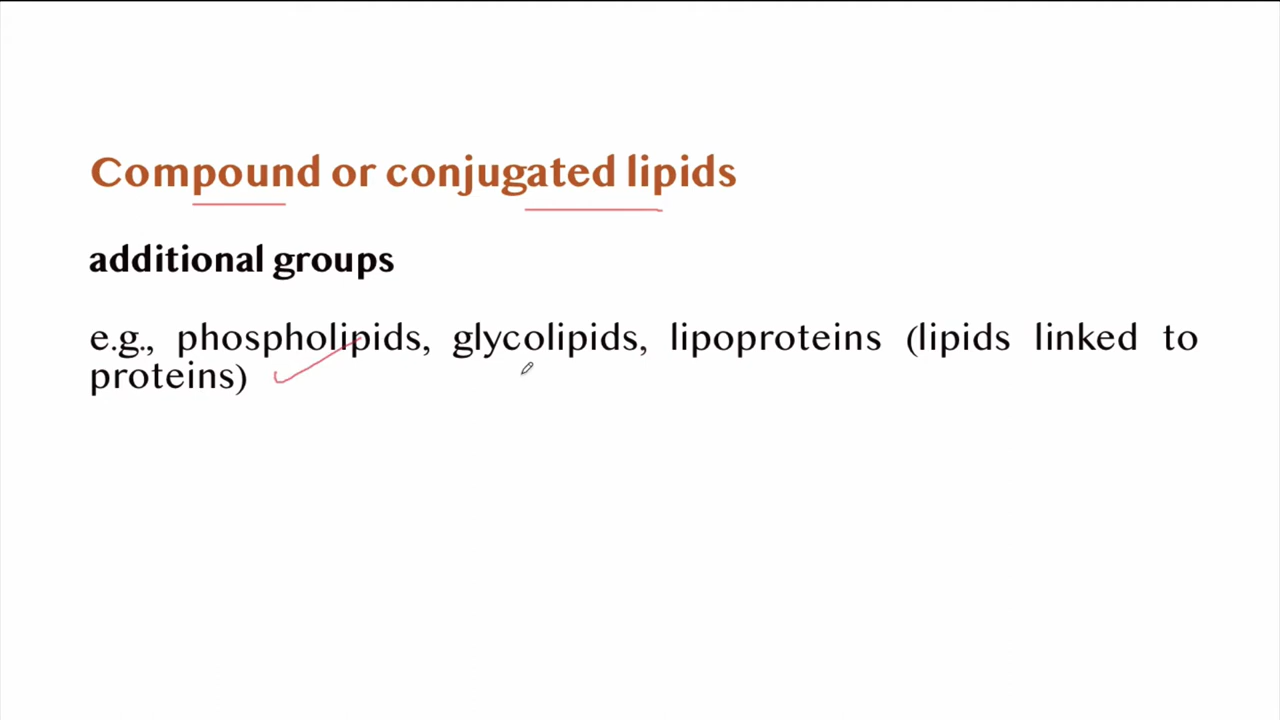 Compound or conjugated lipids
additional groups
e.g., phospholipids, glycolipids, lipoproteins (lipids linked to
proteins)